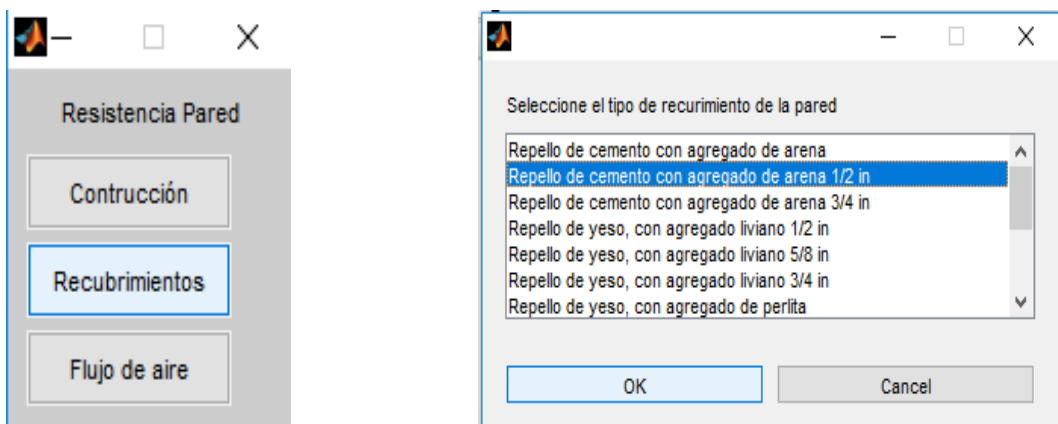 Resistencia Pared
Contrucción
Recubrimientos
Flujo de aire
Seleccione el tipo de recurimiento de la pared
Repello de cemento con agregado de arena
Repello de cemento con agregado de arena 1/2 in
Repello de cemento con agregado de arena 3/4 in
Repello de yeso, con agregado liviano 1/2 in
Repello de yeso, con agregado liviano 5/8 in
Repello de yeso, con agregado liviano 3/4 in
Repello de yeso, con agregado de perlita
OK
Cancel